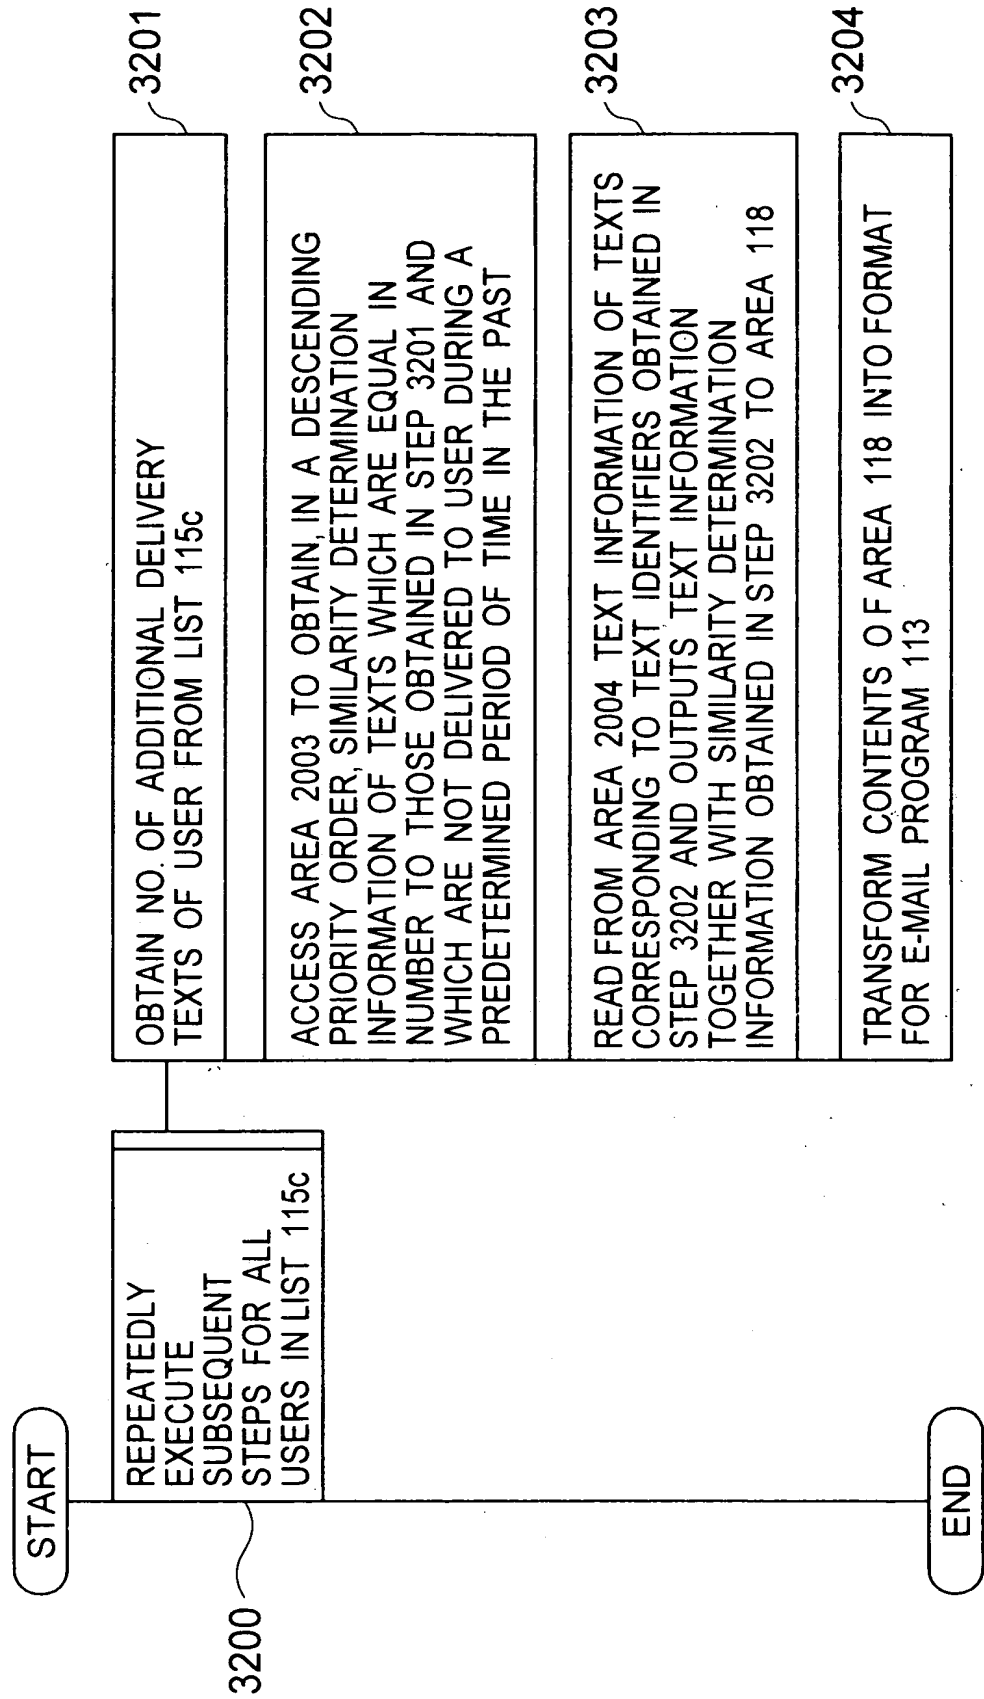 START
REPEATEDLY
EXECUTE
SUBSEQUENT
STEPS FOR ALL
USERS IN LIST 115c
3200
OBTAIN NO. OF ADDITIONAL DELIVERY
TEXTS OF USER FROM LIST 115c
3201
ACCESS AREA 2003 TO OBTAIN, IN A DESCENDING
PRIORITY ORDER, SIMILARITY DETERMINATION
INFORMATION OF TEXTS WHICH ARE EQUAL IN
NUMBER TO THOSE OBTAINED IN STEP 3201 AND
WHICH ARE NOT DELIVERED TO USER DURING A
PREDETERMINED PERIOD OF TIME IN THE PAST
3202
READ FROM AREA 2004 TEXT INFORMATION OF TEXTS
CORRESPONDING TO TEXT IDENTIFIERS OBTAINED IN
STEP 3202 AND OUTPUTS TEXT INFORMATION
TOGETHER WITH SIMILARITY DETERMINATION
INFORMATION OBTAINED IN STEP 3202 TO AREA 118
3203
TRANSFORM CONTENTS OF AREA 118 INTO FORMAT
FOR E-MAIL PROGRAM 113
3204
END